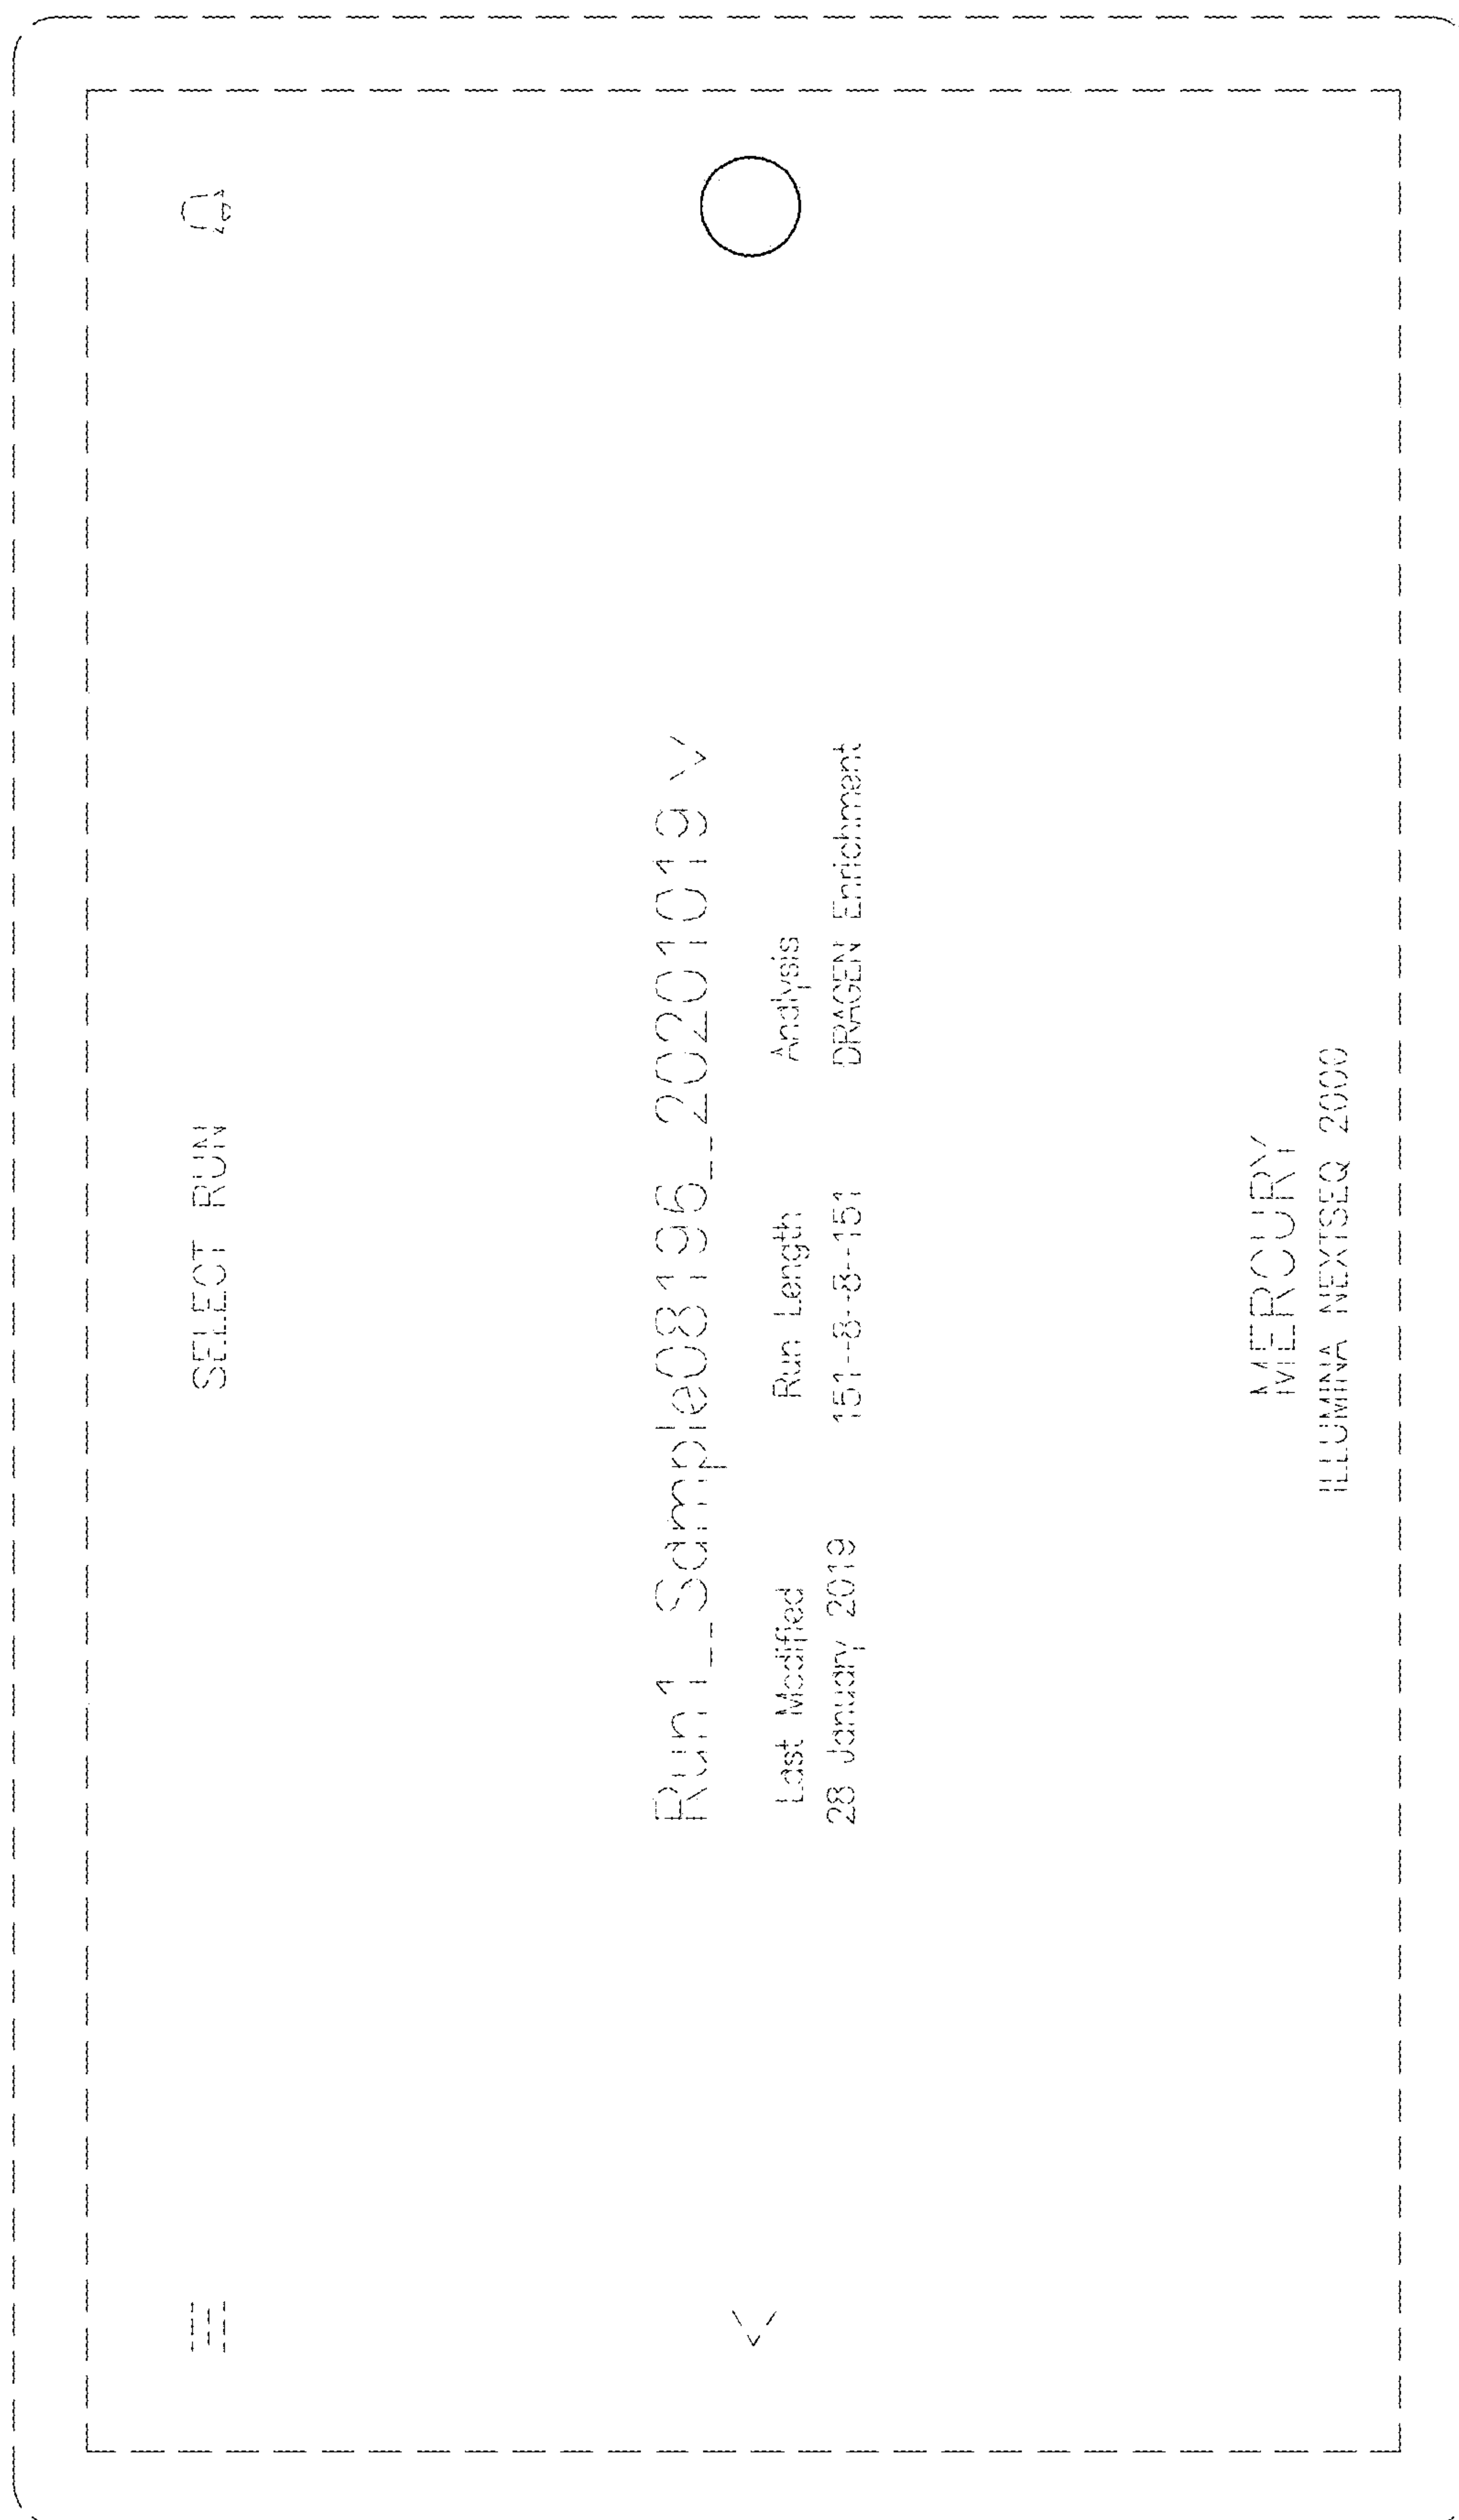 SELECT RUN
Run1_Sample08196_20201019
Last Modified
Run Length
Analysis
28 January 2019
151-8-8-151
DRAGEN Enrichment
MERCURY
ILLUMINA NEXTSEQ 2000